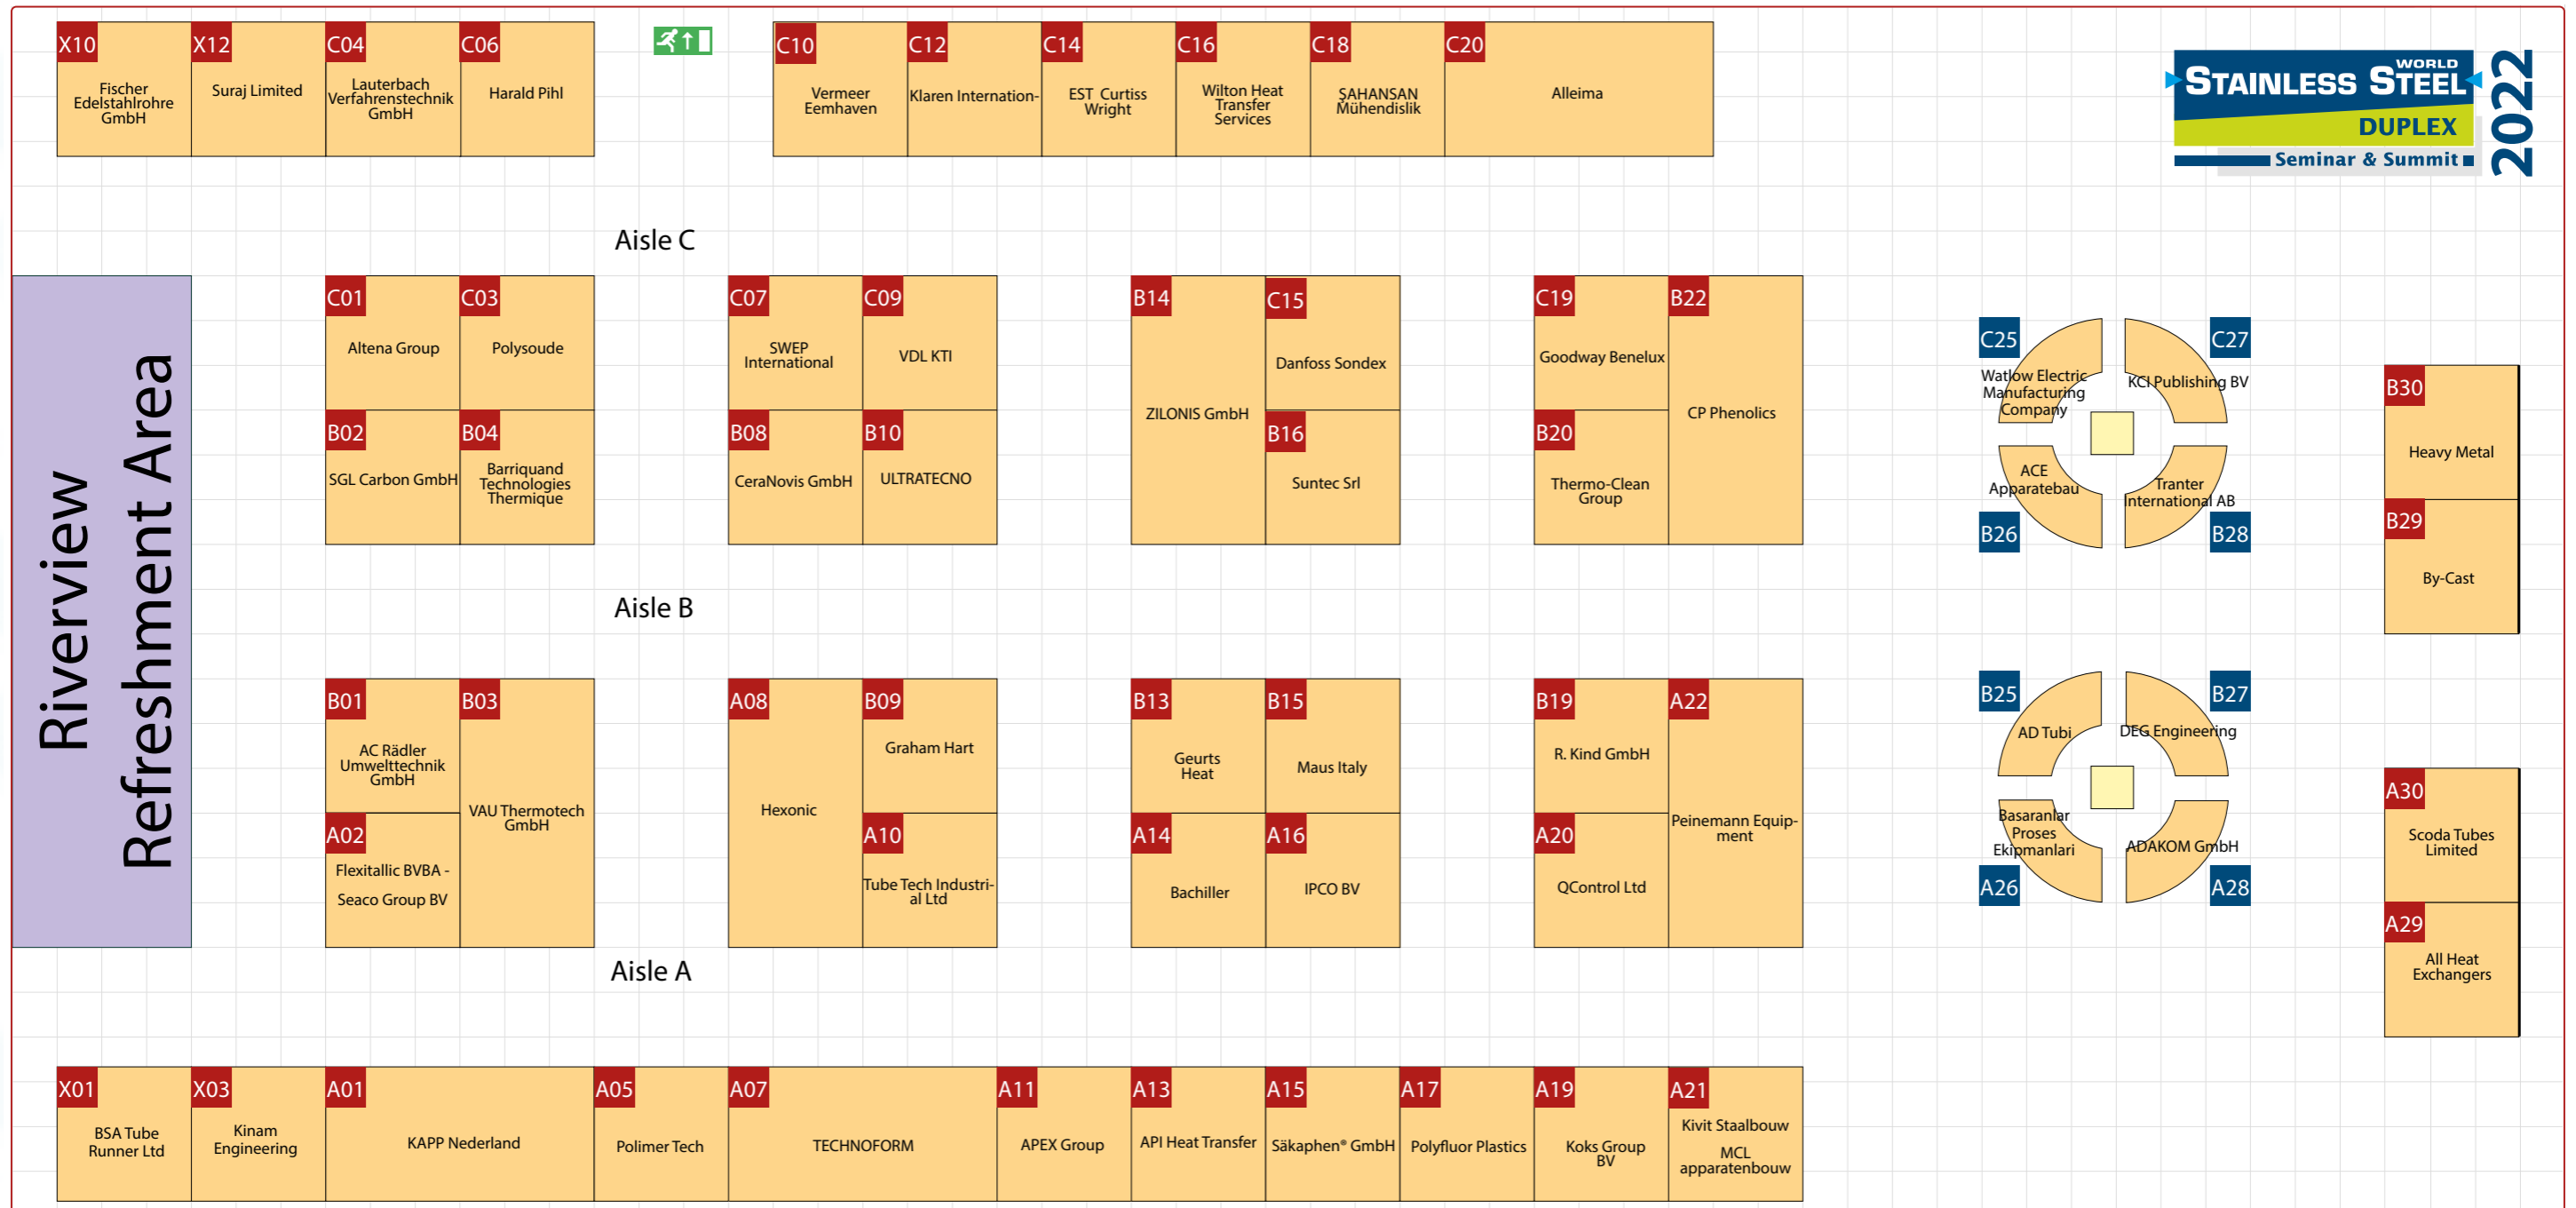 X10
Fischer
Edelstahlrohre
GmbH
X12
Suraj Limited
C04
Lauterbach
Verfahrenstechnik
GmbH
C06
Harald Pihl
C10
Vermeer
Eemhaven
C12
Klaren Internation-
C14
EST Curtiss
Wright
C16
Wilton Heat
Transfer
Services
C18
ŞAHANSAN
Mühendislik
C20
Alleima
WORLD
STAINLESS STEEL
DUPLEX
Seminar & Summit
2022
Aisle C
Riverview
Refreshment Area
C01
Altena Group
C03
Polysoude
B02
SGL Carbon GmbH
B04
Barriquand
Technologies
Thermique
C07
SWEP
International
C09
VDL KTI
B08
CeraNovis GmbH
B10
ULTRATECNO
B14
ZILONIS GmbH
C15
Danfoss Sondex
B16
Suntec Srl
C19
Goodway Benelux
B20
Thermo-Clean
Group
B22
CP Phenolics
C25
Watlow Electric
Manufacturing
Company
C27
KCI Publishing BV
ACE
Apparatebau
B26
Tranter
International AB
B28
B30
Heavy Metal
B29
By-Cast
Aisle B
B01
AC Rädler
Umwelttechnik
GmbH
A02
Flexitallic BVBA -
Seaco Group BV
B03
VAU Thermotech
GmbH
A08
Hexonic
B09
Graham Hart
A10
Tube Tech Industri-
al Ltd
B13
Geurts
Heat
B15
Maus Italy
A14
Bachiller
A16
IPCO BV
B19
R. Kind GmbH
A20
QControl Ltd
A22
Peinemann Equip-
ment
B25
AD Tubi
B27
DEG Engineering
Basaranlar
Proses
Ekipmanlari
A26
ADAKOM GmbH
A28
A30
Scoda Tubes
Limited
A29
All Heat
Exchangers
Aisle A
X01
BSA Tube
Runner Ltd
X03
Kinam
Engineering
A01
KAPP Nederland
A05
Polimer Tech
A07
TECHNOFORM
A11
APEX Group
A13
API Heat Transfer
A15
Säkaphen® GmbH
A17
Polyfluor Plastics
A19
Koks Group
BV
A21
Kivit Staalbouw
MCL
apparatenbouw